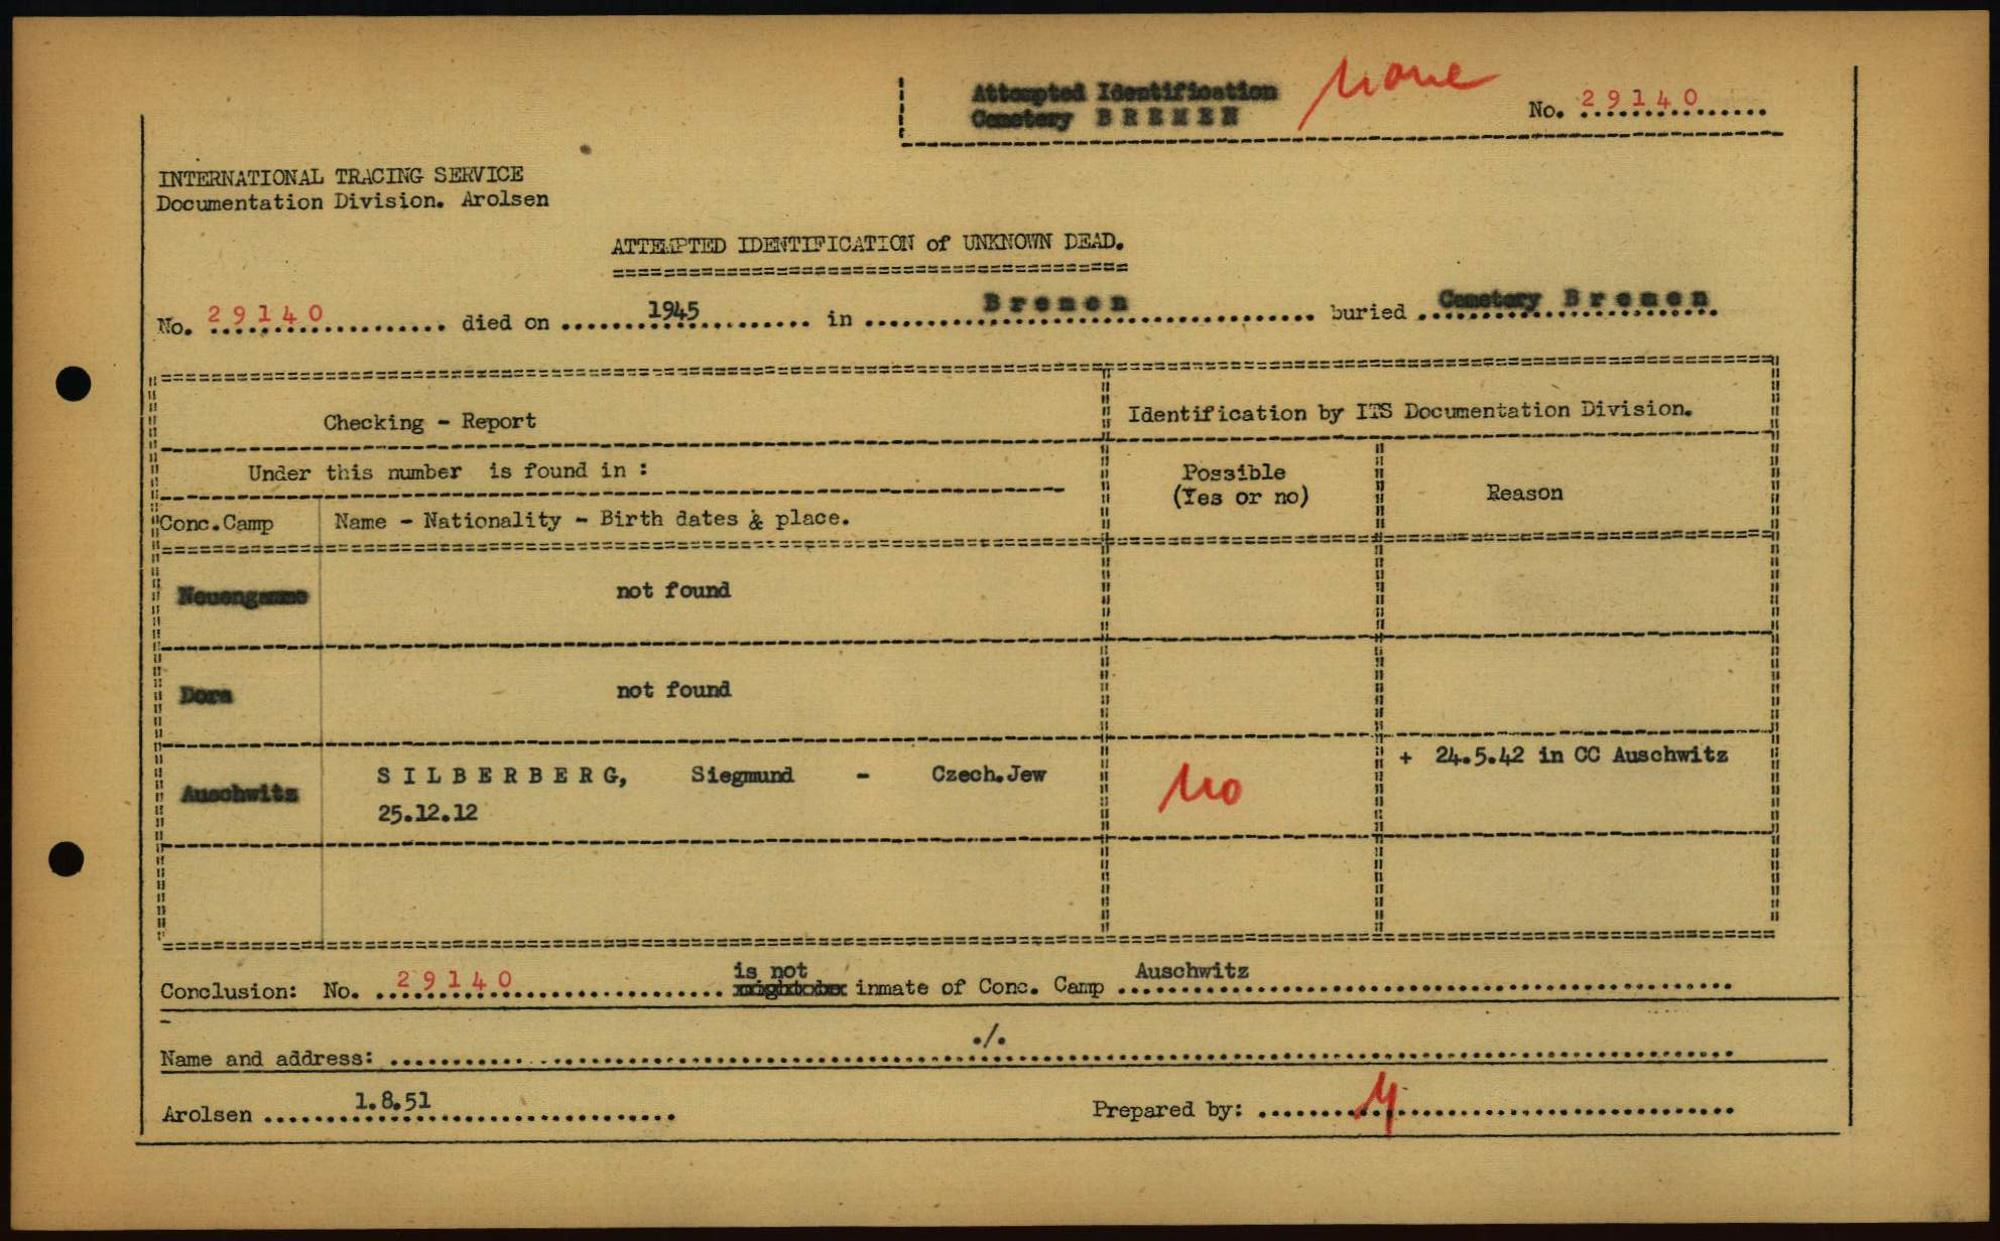 Attempted Identification
Cemetery B R E M E N
none
No. 29140
INTERNATIONAL TRACING SERVICE
Documentation Division. Arolsen
ATTEMPTED IDENTIFICATION of UNKNOWN DEAD.
No. 29140 died on 1945 in B r e m e n buried Cemetery B r e m e n
Checking - Report
Identification by ITS Documentation Division.
Under this number is found in :
Possible
(Yes or no)
Reason
Conc.Camp
Name - Nationality - Birth dates & place.
Neuengamme
not found
Dora
not found
Auschwitz
S I L B E R B E R G, Siegmund - Czech.Jew
25.12.12
no
+ 24.5.42 in CC Auschwitz
Conclusion: No. 29140 is not inmate of Conc. Camp Auschwitz
Name and address: ./.
Arolsen 1.8.51
Prepared by: